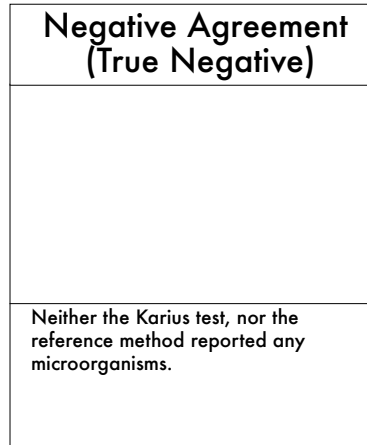 Negative Agreement
(True Negative)
Neither the Karius test, nor the
reference method reported any
microorganisms.